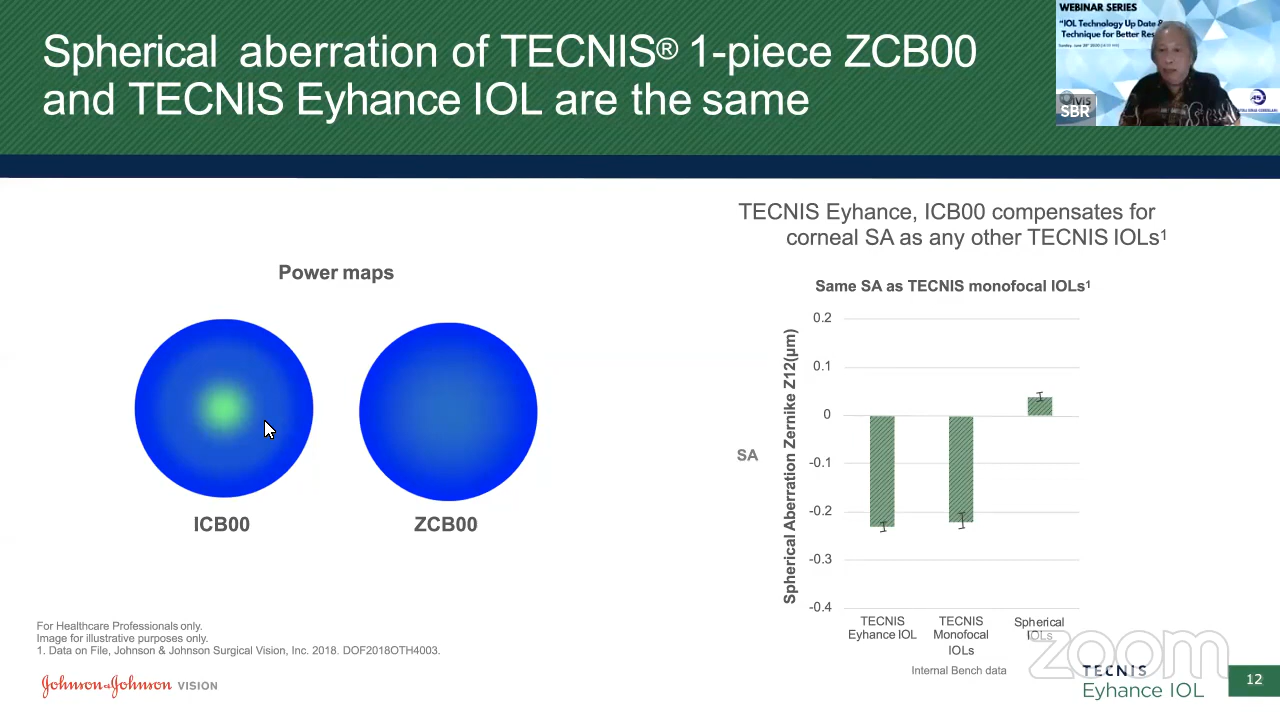 Spherical aberration of TECNIS® 1-piece ZCB00
and TECNIS Eyhance IOL are the same
WEBINAR SERIES
"IOL Technology Up Date &
Technique for Better Res
SBR
TECNIS Eyhance, ICB00 compensates for
corneal SA as any other TECNIS IOLs¹
Power maps
ICB00
ZCB00
Same SA as TECNIS monofocal IOLs¹
SA
Spherical Aberration Zernike Z12(μm)
0.2
0.1
0
-0.1
-0.2
-0.3
-0.4
TECNIS
Eyhance IOL
TECNIS
Monofocal
IOLs
Spherical
IOLs
Internal Bench data
For Healthcare Professionals only.
Image for illustrative purposes only.
1. Data on File, Johnson & Johnson Surgical Vision, Inc. 2018. DOF2018OTH4003.
Johnson & Johnson VISION
zoom
TECNIS
Eyhance IOL
12